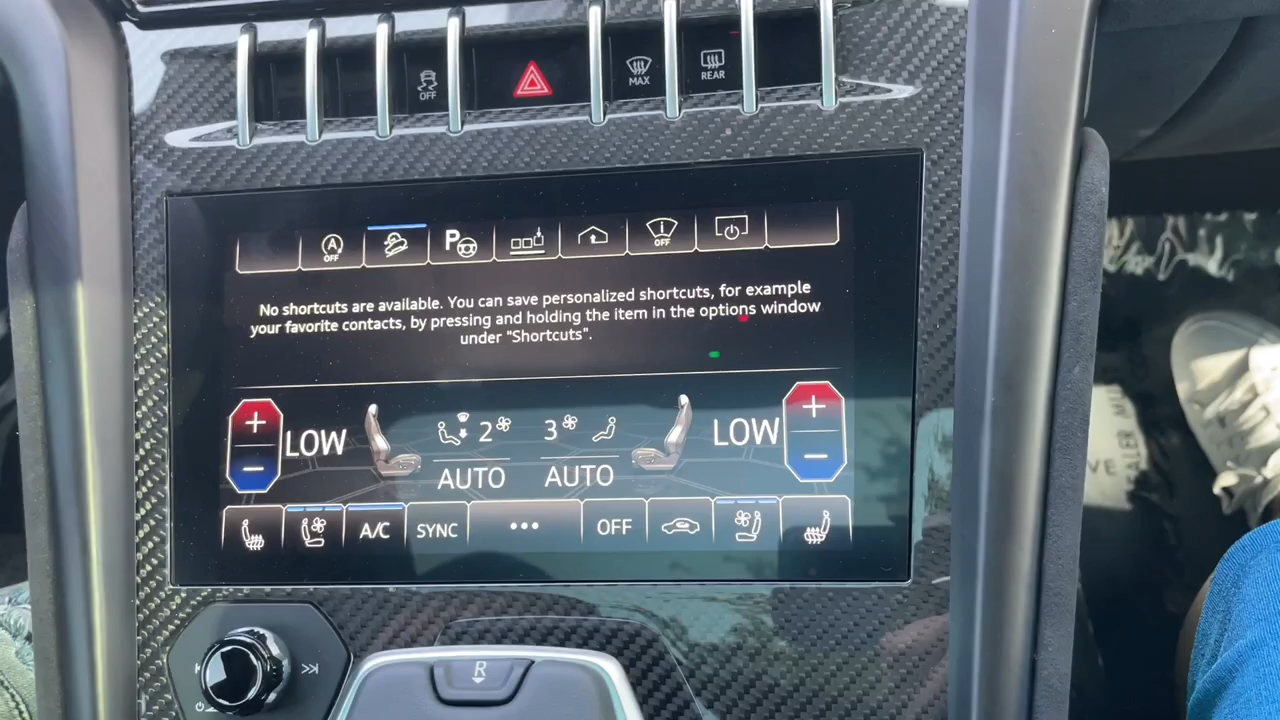 OFF
MAX
REAR
A
OFF
P
OFF
No shortcuts are available. You can save personalized shortcuts, for example
your favorite contacts, by pressing and holding the item in the options window
under "Shortcuts".
+ LOW 2 3 LOW +
- AUTO AUTO -
A/C SYNC ••• OFF
R